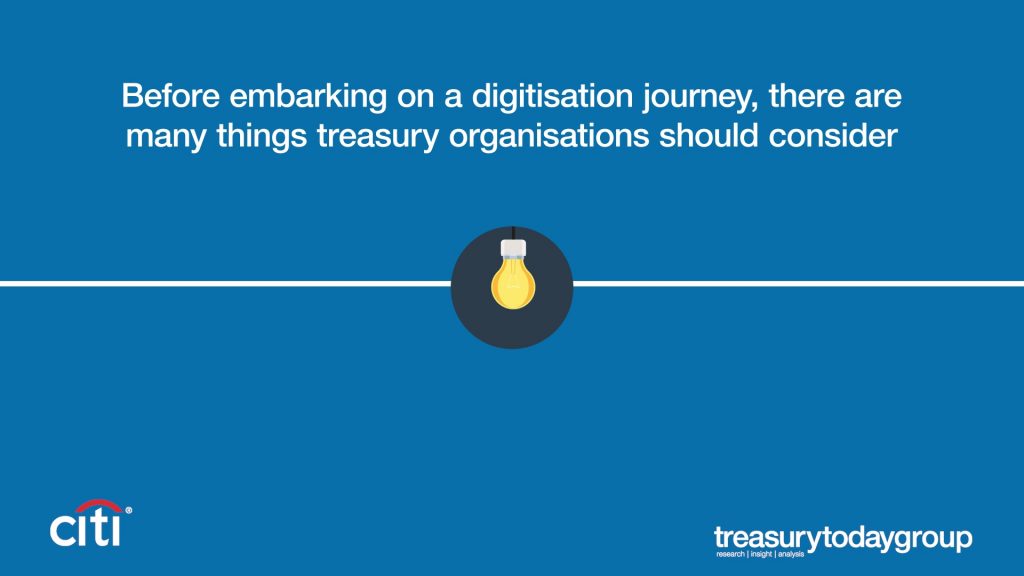 Before embarking on a digitisation journey, there are
many things treasury organisations should consider
citi®
treasurytodaygroup
research | insight | analysis